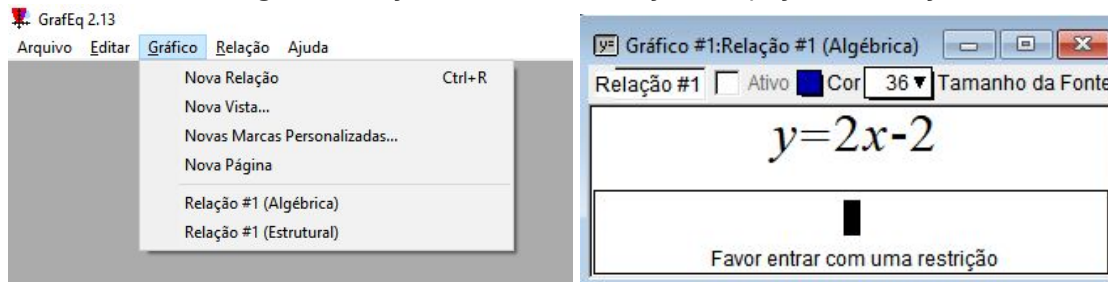 GrafEq 2.13
Arquivo Editar Gráfico Relação Ajuda
Nova Relação Ctrl+R
Nova Vista...
Novas Marcas Personalizadas...
Nova Página
Relação #1 (Algébrica)
Relação #1 (Estrutural)
y= Gráfico #1:Relação #1 (Algébrica)
Relação #1 Ativo Cor 36 Tamanho da Fonte
y=2x-2
Favor entrar com uma restrição